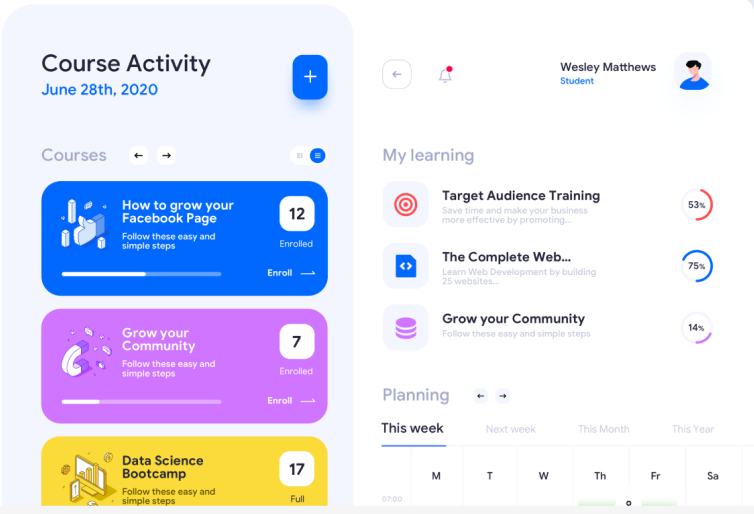 Course Activity
June 28th, 2020
+
Courses
How to grow your
Facebook Page
Follow these easy and
simple steps
12
Enrolled
Enroll
Grow your
Community
Follow these easy and
simple steps
7
Enrolled
Enroll
Data Science
Bootcamp
Follow these easy and
simple steps
17
Full
Wesley Matthews
Student
My learning
Target Audience Training
Save time and make your business
more effective by promoting...
53%
The Complete Web...
Learn Web Development by building
25 websites...
75%
Grow your Community
Follow these easy and simple steps
14%
Planning
This week
Next week
This Month
This Year
M
T
W
Th
Fr
Sa
07:00